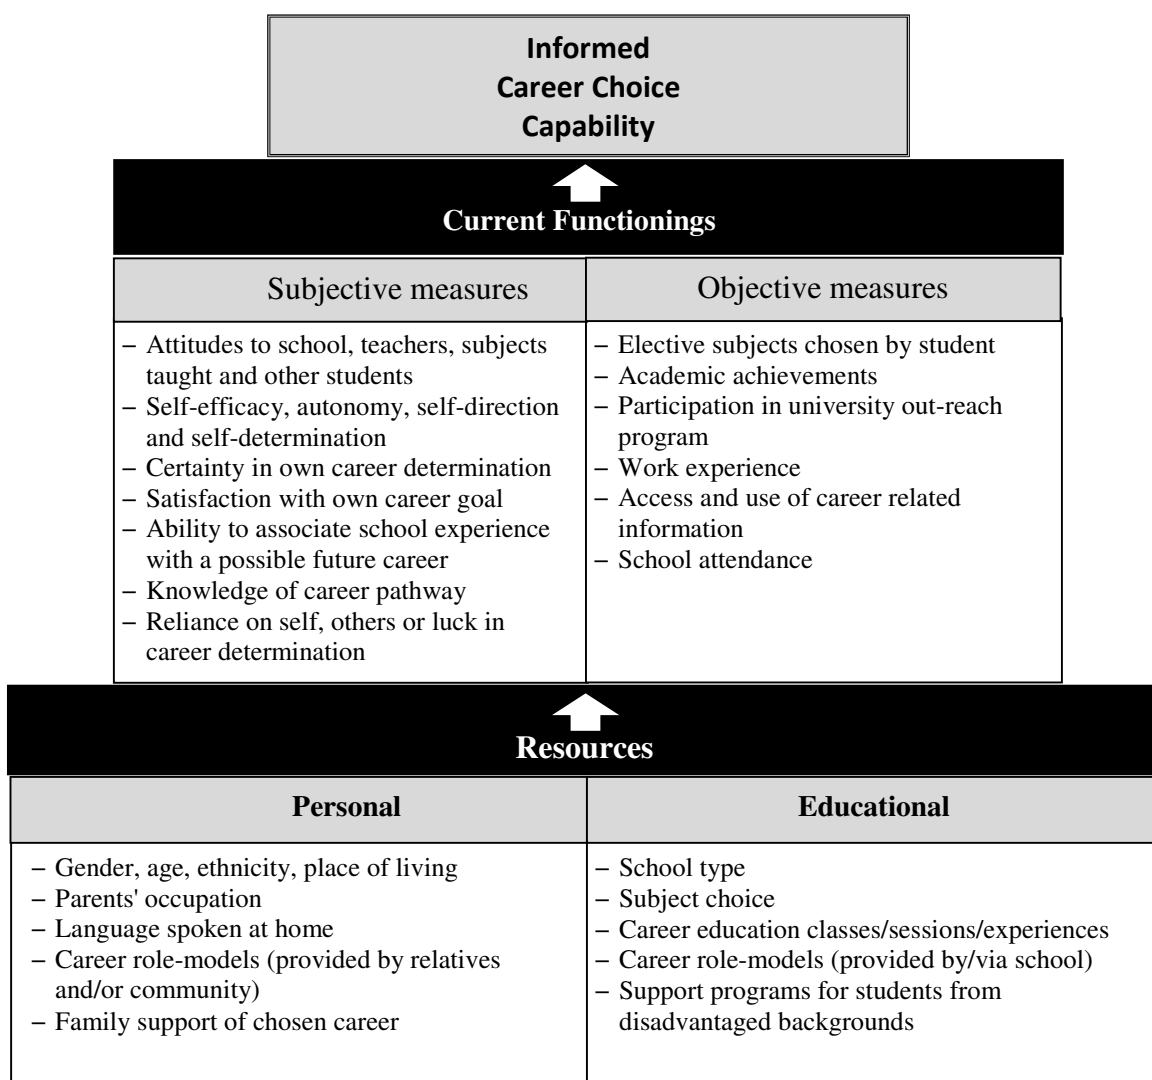 Informed
Career Choice
Capability
Current Functionings
Subjective measures
– Attitudes to school, teachers, subjects
taught and other students
– Self-efficacy, autonomy, self-direction
and self-determination
– Certainty in own career determination
– Satisfaction with own career goal
– Ability to associate school experience
with a possible future career
– Knowledge of career pathway
– Reliance on self, others or luck in
career determination
Objective measures
– Elective subjects chosen by student
– Academic achievements
– Participation in university out-reach
program
– Work experience
– Access and use of career related
information
– School attendance
Resources
Personal
– Gender, age, ethnicity, place of living
– Parents' occupation
– Language spoken at home
– Career role-models (provided by relatives
and/or community)
– Family support of chosen career
Educational
– School type
– Subject choice
– Career education classes/sessions/experiences
– Career role-models (provided by/via school)
– Support programs for students from
disadvantaged backgrounds